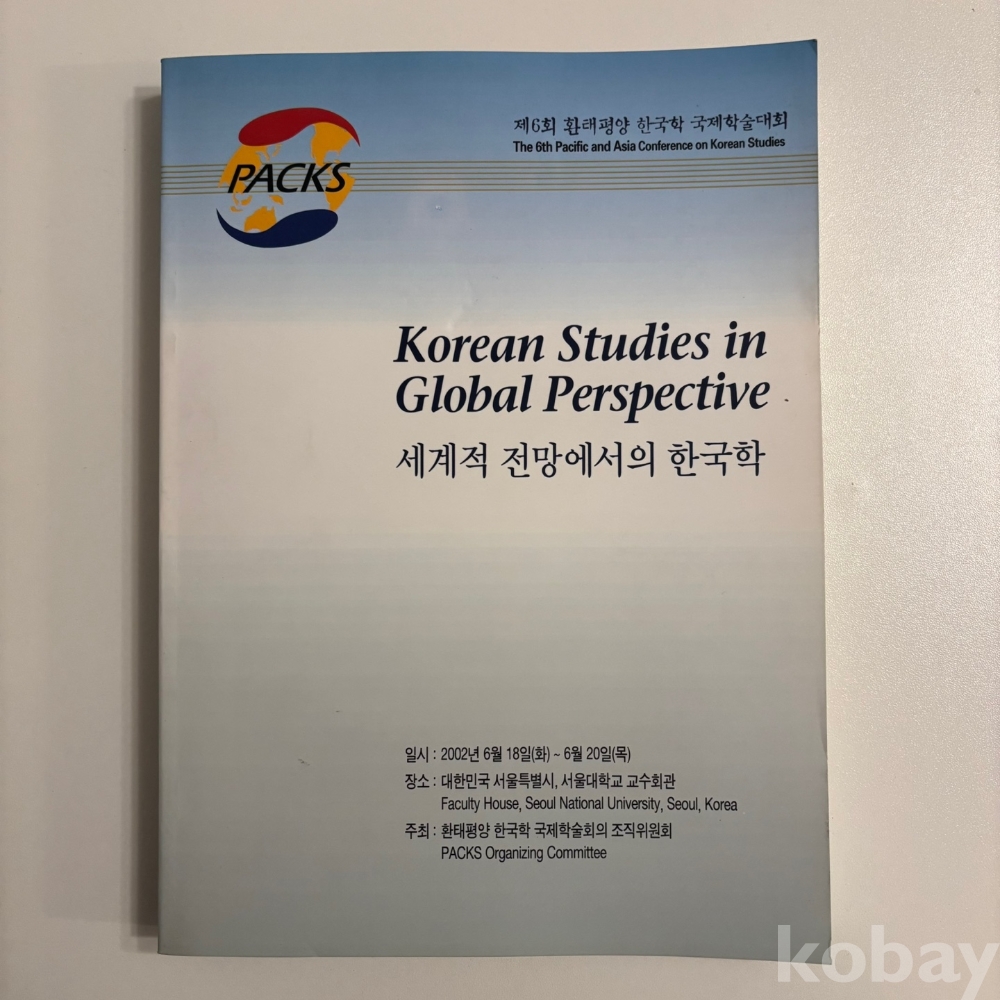 PACKS
제6회 환태평양 한국학 국제학술대회
The 6th Pacific and Asia Conference on Korean Studies
Korean Studies in
Global Perspective
세계적 전망에서의 한국학
일시 : 2002년 6월 18일(화) ~ 6월 20일(목)
장소 : 대한민국 서울특별시, 서울대학교 교수회관
Faculty House, Seoul National University, Seoul, Korea
주최 : 환태평양 한국학 국제학술회의 조직위원회
PACKS Organizing Committee
kobay